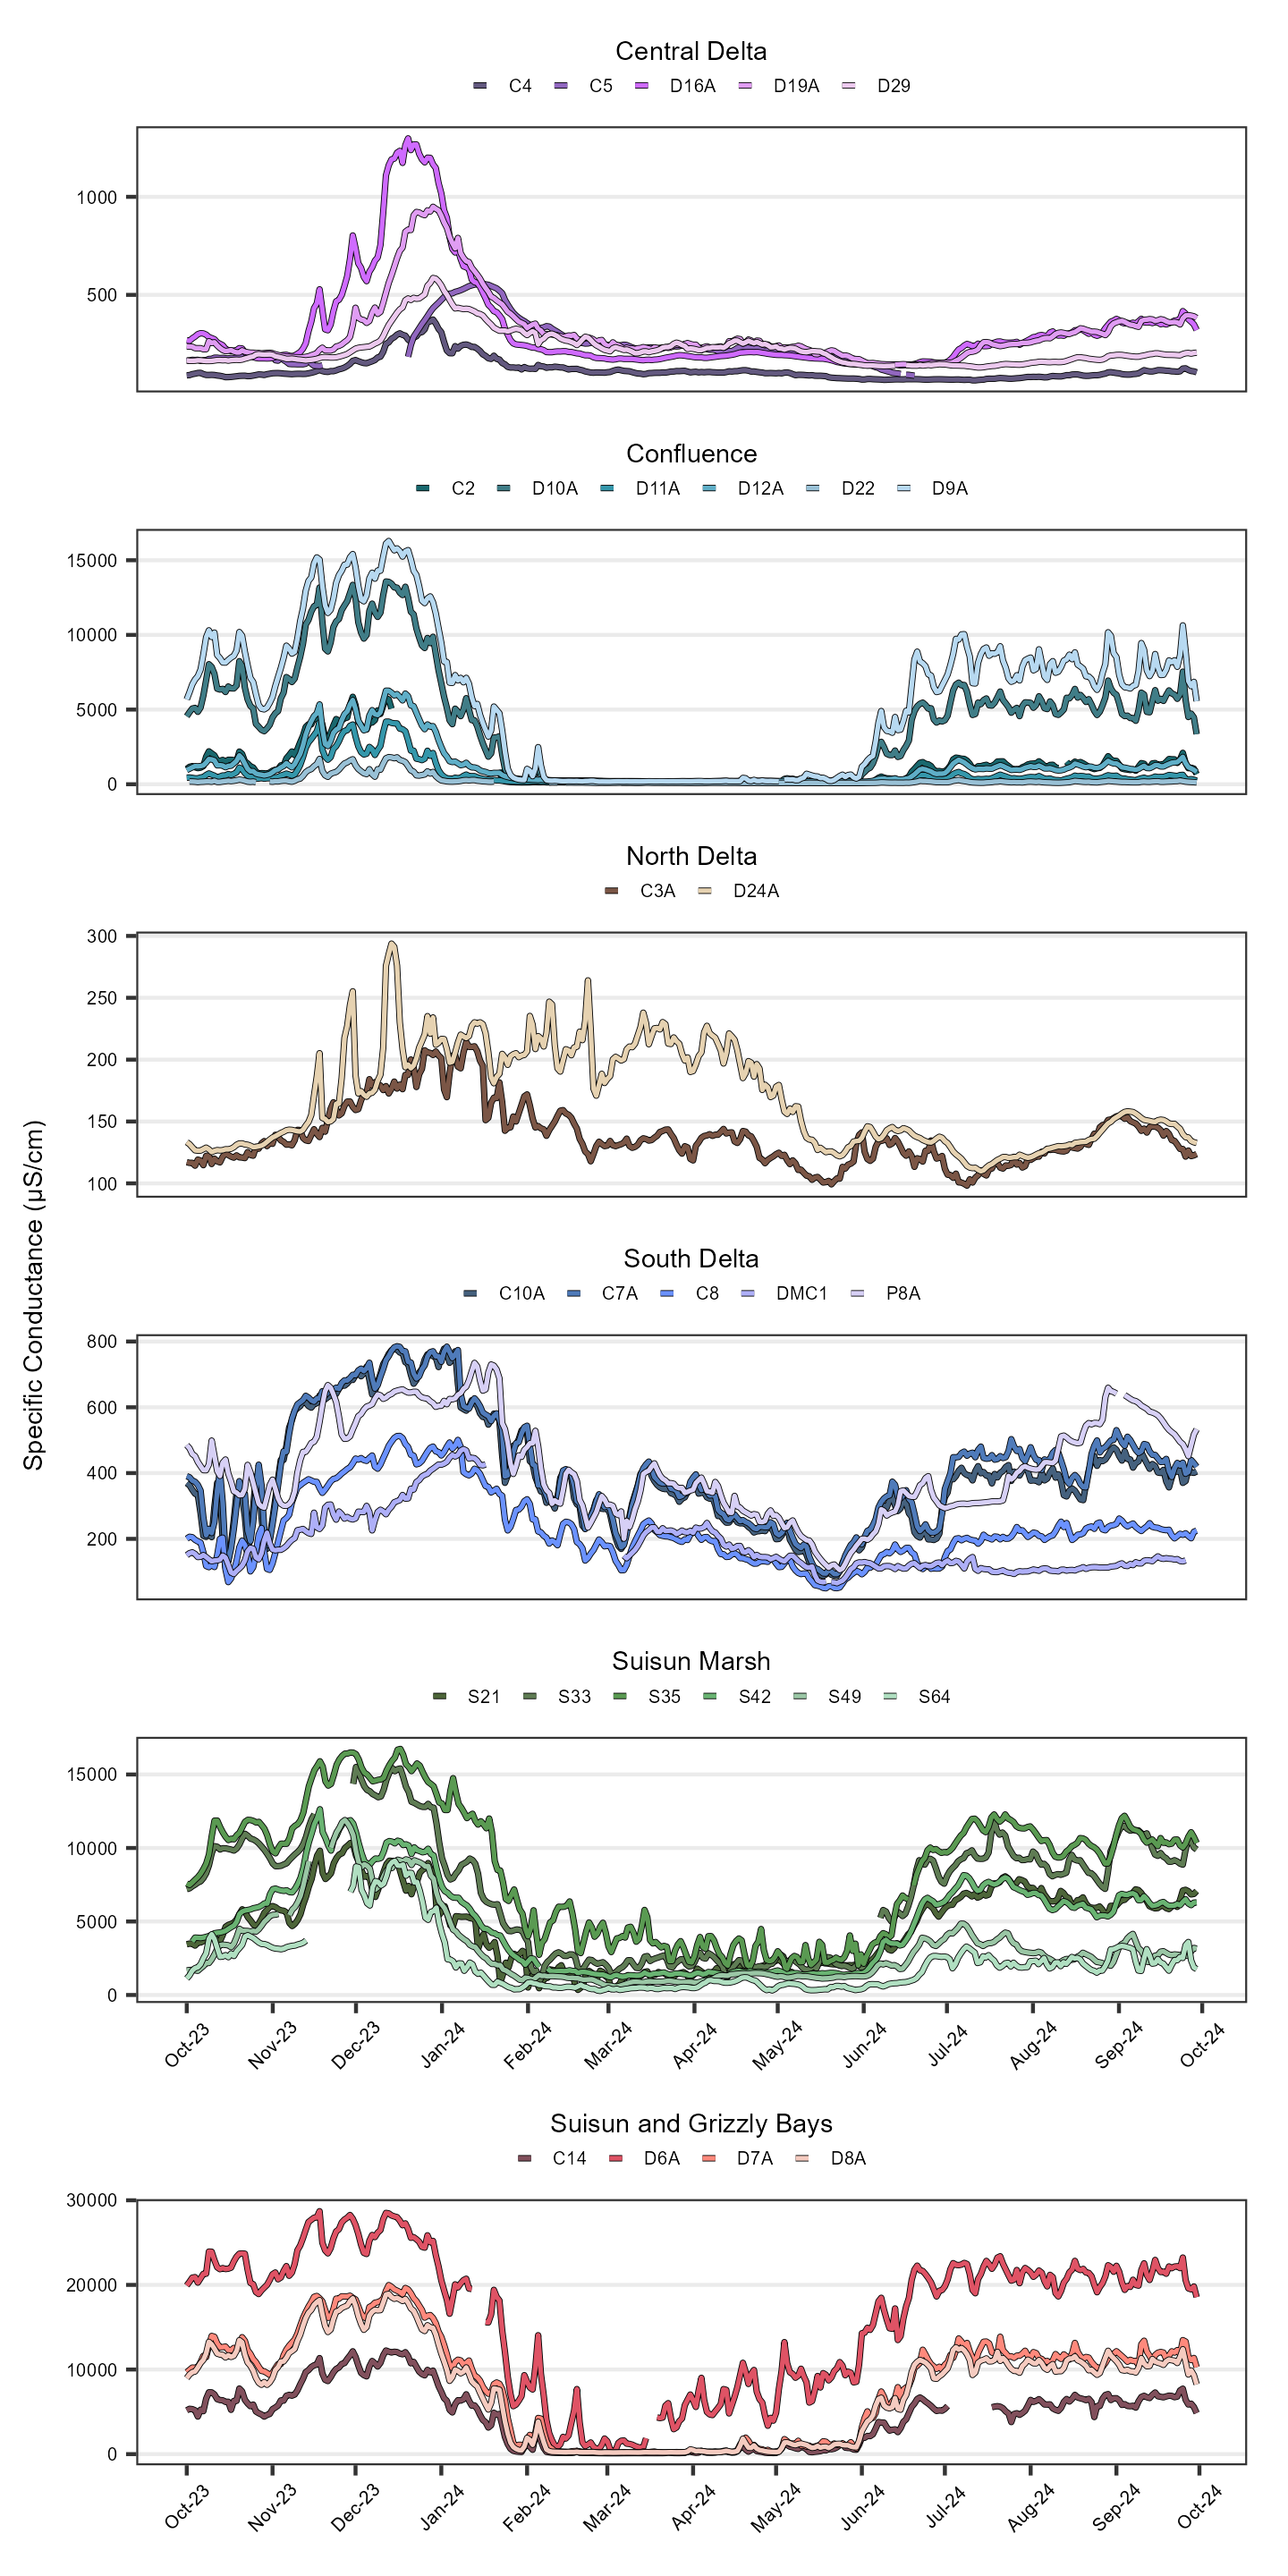 Central Delta
C4 C5 D16A D19A D29
1000
500
Confluence
C2 D10A D11A D12A D22 D9A
15000
10000
5000
0
North Delta
C3A D24A
300
250
200
150
100
South Delta
C10A C7A C8 DMC1 P8A
800
600
400
200
Specific Conductance (µS/cm)
Suisun Marsh
S21 S33 S35 S42 S49 S64
15000
10000
5000
0
Oct-23 Nov-23 Dec-23 Jan-24 Feb-24 Mar-24 Apr-24 May-24 Jun-24 Jul-24 Aug-24 Sep-24 Oct-24
Suisun and Grizzly Bays
C14 D6A D7A D8A
30000
20000
10000
0
Oct-23 Nov-23 Dec-23 Jan-24 Feb-24 Mar-24 Apr-24 May-24 Jun-24 Jul-24 Aug-24 Sep-24 Oct-24